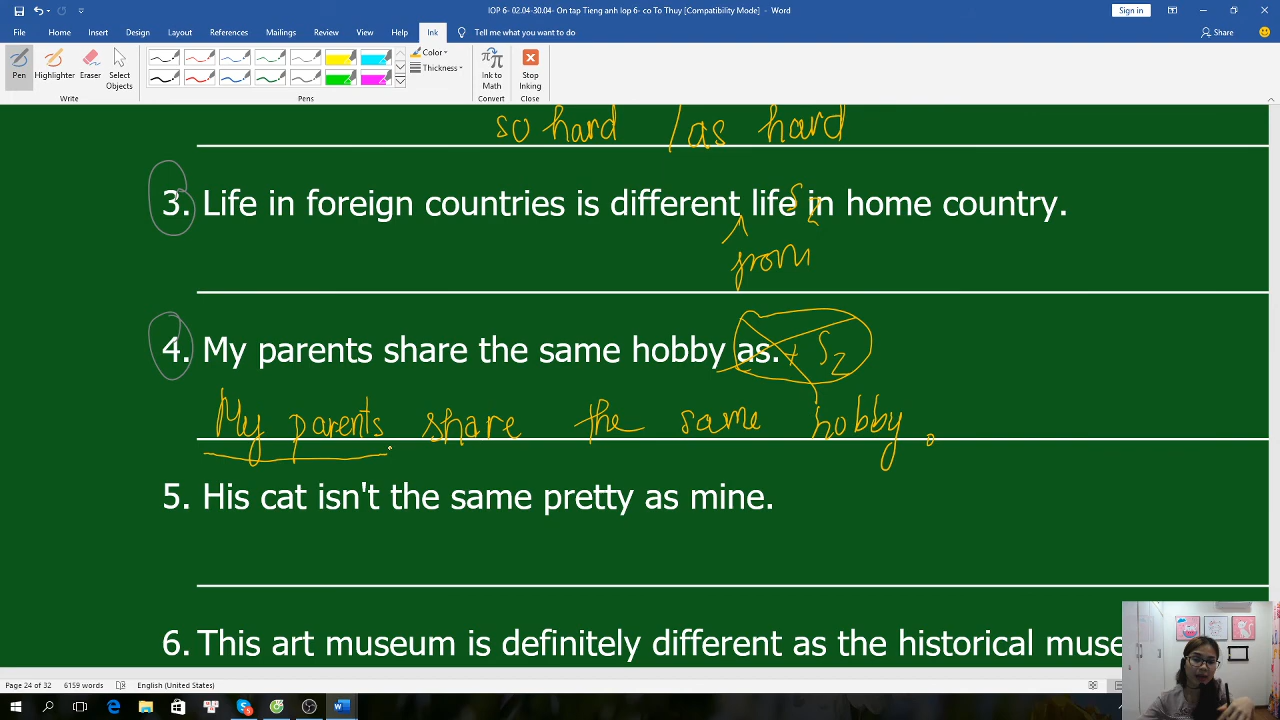 IOP 6- 02.04-30.04- On tap Tieng anh lop 6- co To Thuy [Compatibility Mode] - Word
Sign in
File Home Insert Design Layout References Mailings Review View Help Ink Tell me what you want to do
Share
Pen Highlighter Eraser Select Objects
Color
Thickness
Ink to Math
Stop Inking
Write Pens Convert Close
so hard / as hard
3. Life in foreign countries is different life in home country.
S2
from
4. My parents share the same hobby as.
+ S2
My parents share the same hobby.
5. His cat isn't the same pretty as mine.
6. This art museum is definitely different as the historical muse
Page 24 of 32 6159 words English (United States)